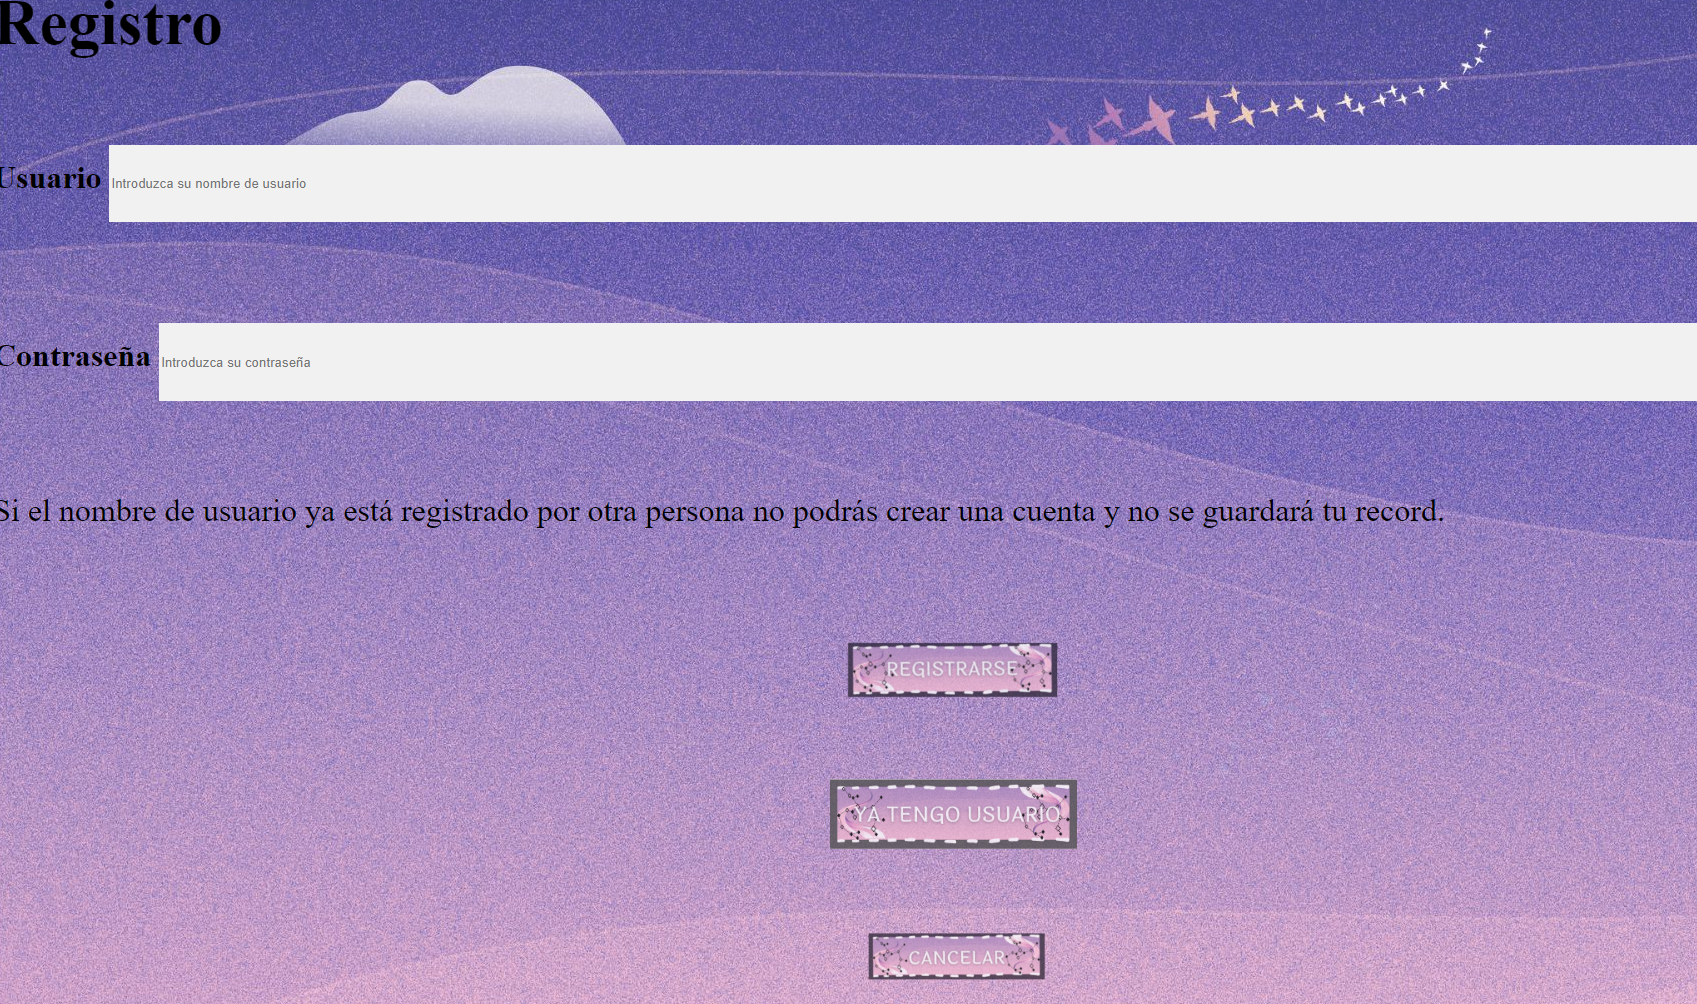 Registro
Usuario Introduzca su nombre de usuario
Contraseña Introduzca su contraseña
Si el nombre de usuario ya está registrado por otra persona no podrás crear una cuenta y no se guardará tu record.
REGISTRARSE
YA TENGO USUARIO
CANCELAR